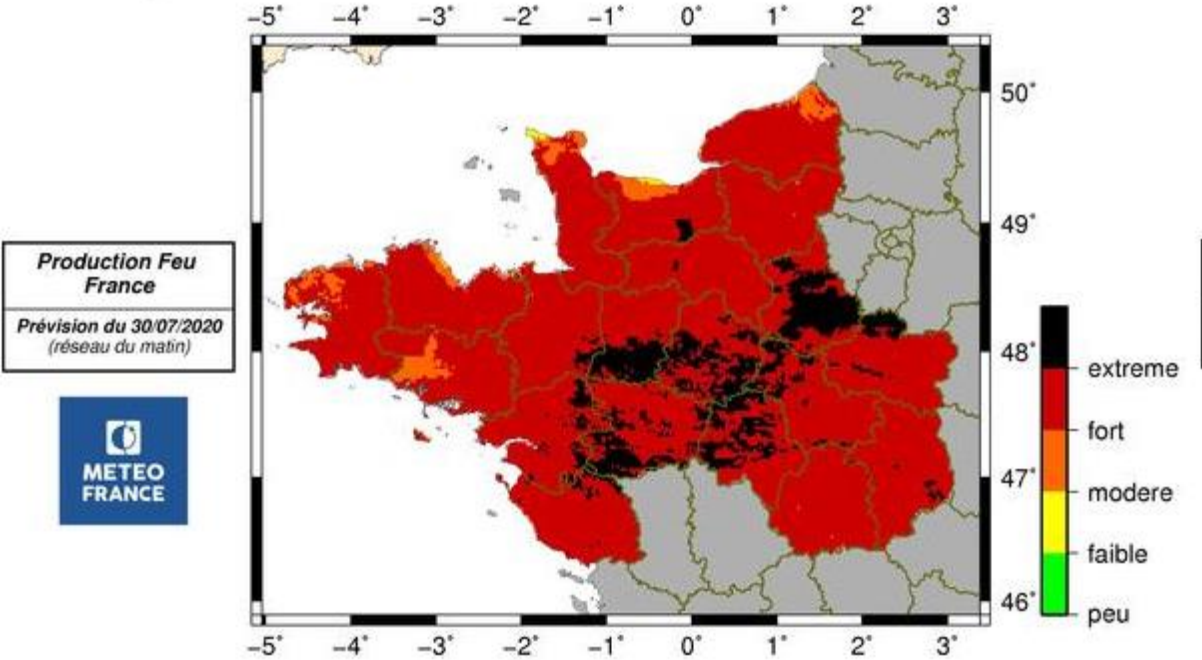 −5° −4° −3° −2° −1° 0° 1° 2° 3°
50°
49°
Production Feu
France
Prévision du 30/07/2020
(réseau du matin)
48°
extreme
METEO
FRANCE
fort
47°
modere
faible
46°
peu
−5° −4° −3° −2° −1° 0° 1° 2° 3°